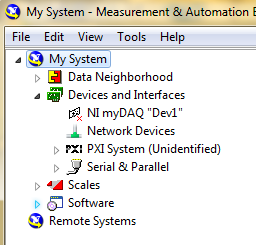 My System - Measurement & Automation
File Edit View Tools Help
My System
Data Neighborhood
Devices and Interfaces
NI myDAQ "Dev1"
Network Devices
PXI PXI System (Unidentified)
Serial & Parallel
Scales
Software
Remote Systems